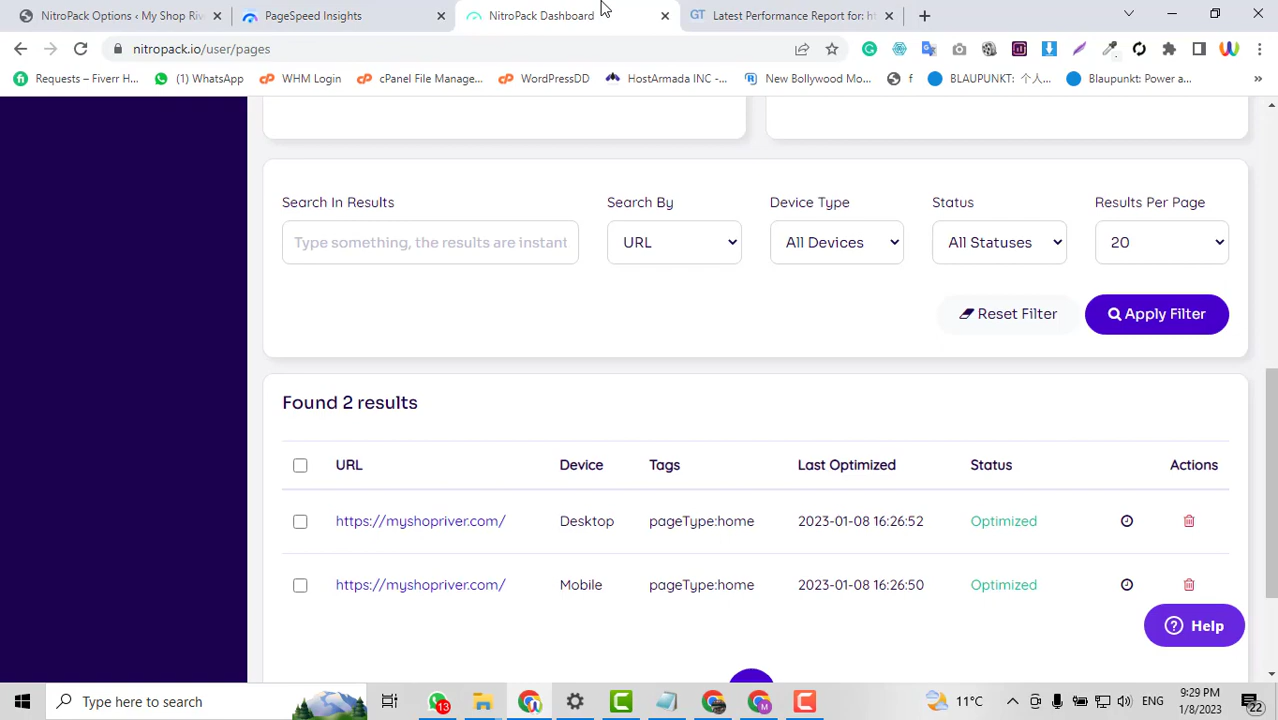 NitroPack Options ‹ My Shop Riv
PageSpeed Insights
NitroPack Dashboard
Latest Performance Report for: ht
nitropack.io/user/pages
Requests – Fiverr H...
(1) WhatsApp
WHM Login
cPanel File Manage...
WordPressDD
HostArmada INC -...
New Bollywood Mo...
f
BLAUPUNKT: 个人...
Blaupunkt: Power a...
Search In Results
Search By
Device Type
Status
Results Per Page
Type something, the results are instant
URL
All Devices
All Statuses
20
Reset Filter
Apply Filter
Found 2 results
URL
Device
Tags
Last Optimized
Status
Actions
https://myshopriver.com/
Desktop
pageType:home
2023-01-08 16:26:52
Optimized
https://myshopriver.com/
Mobile
pageType:home
2023-01-08 16:26:50
Optimized
Help
Type here to search
13
11°C
9:29 PM
1/8/2023
22